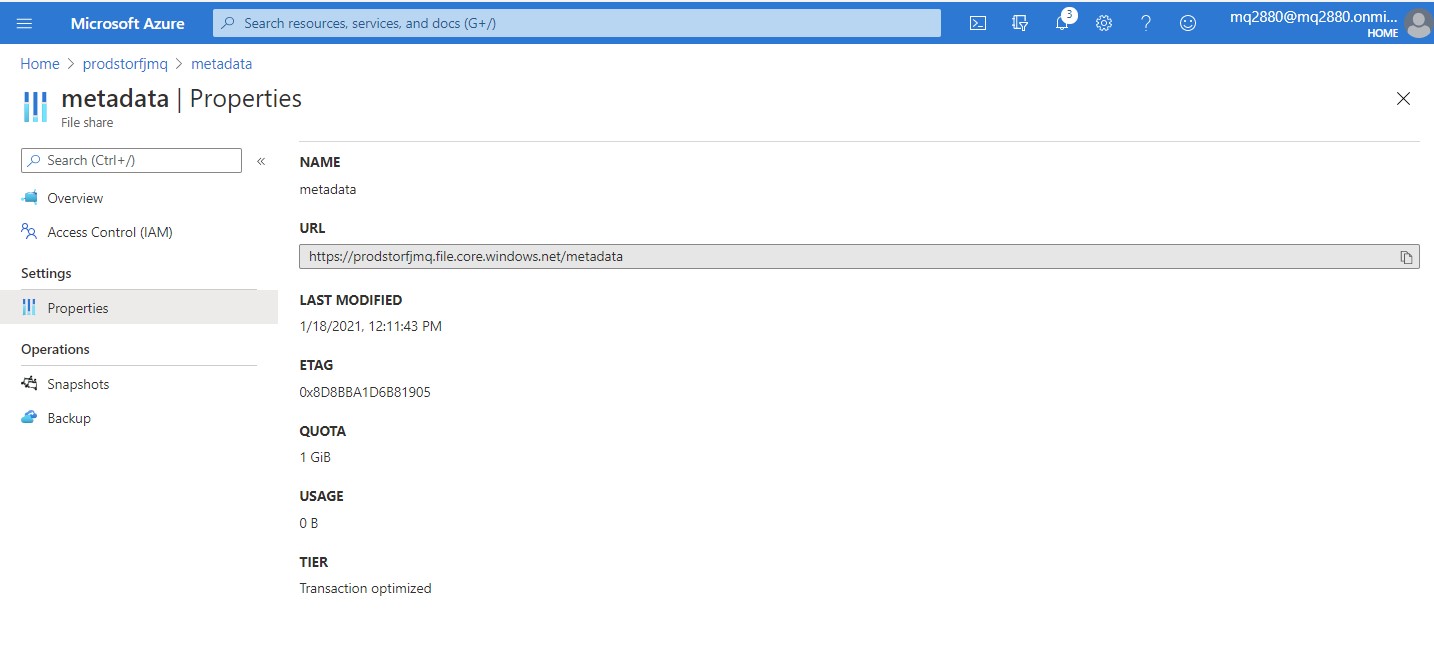 Microsoft Azure
Search resources, services, and docs (G+/)
3
mq2880@mq2880.onmi...
HOME
Home > prodstorfjmq > metadata
metadata | Properties
File share
Search (Ctrl+/)
«
Overview
Access Control (IAM)
Settings
Properties
Operations
Snapshots
Backup
NAME
metadata
URL
https://prodstorfjmq.file.core.windows.net/metadata
LAST MODIFIED
1/18/2021, 12:11:43 PM
ETAG
0x8D8BBA1D6B81905
QUOTA
1 GiB
USAGE
0 B
TIER
Transaction optimized